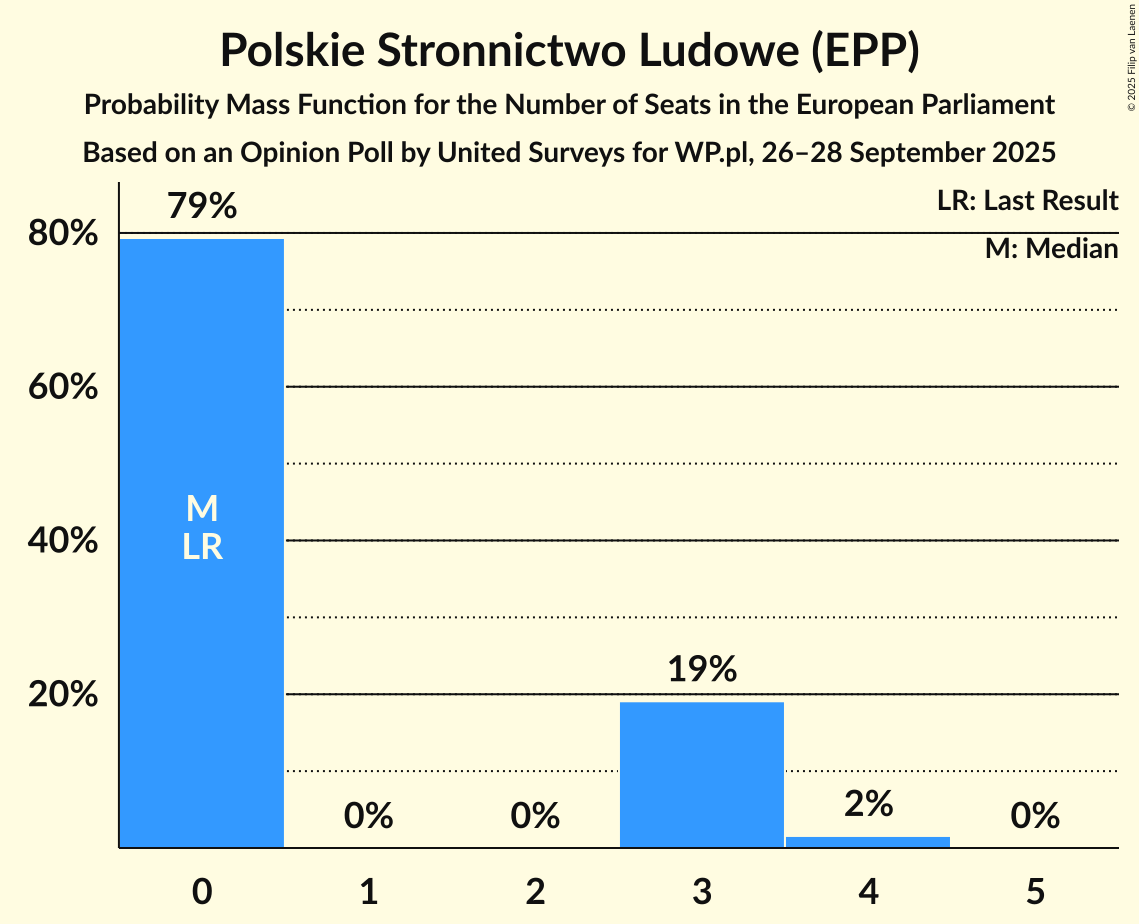 Polskie Stronnictwo Ludowe (EPP)
Probability Mass Function for the Number of Seats in the European Parliament
Based on an Opinion Poll by United Surveys for WP.pl, 26–28 September 2025
© 2025 Filip van Laenen
LR: Last Result
M: Median
79%
80%
60%
40%
20%
M
LR
0%
0%
19%
2%
0%
0
1
2
3
4
5